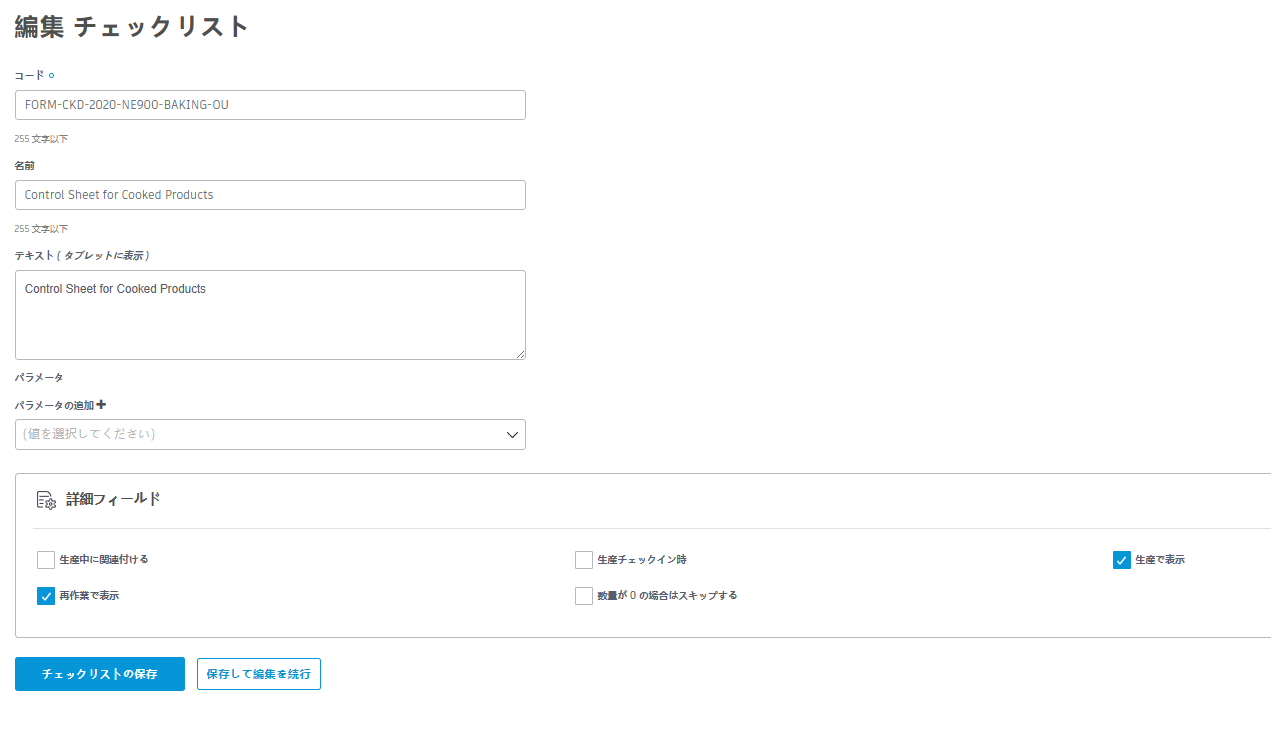 編集 チェックリスト
コード
FORM-CKD-2020-NE900-BAKING-OU
255 文字以下
名前
Control Sheet for Cooked Products
255 文字以下
テキスト ( タブレットに表示 )
Control Sheet for Cooked Products
パラメータ
パラメータの追加
(値を選択してください)
詳細フィールド
生産中に関連付ける 生産チェックイン時 生産で表示
再作業で表示 数量が 0 の場合はスキップする
チェックリストの保存 保存して編集を続行